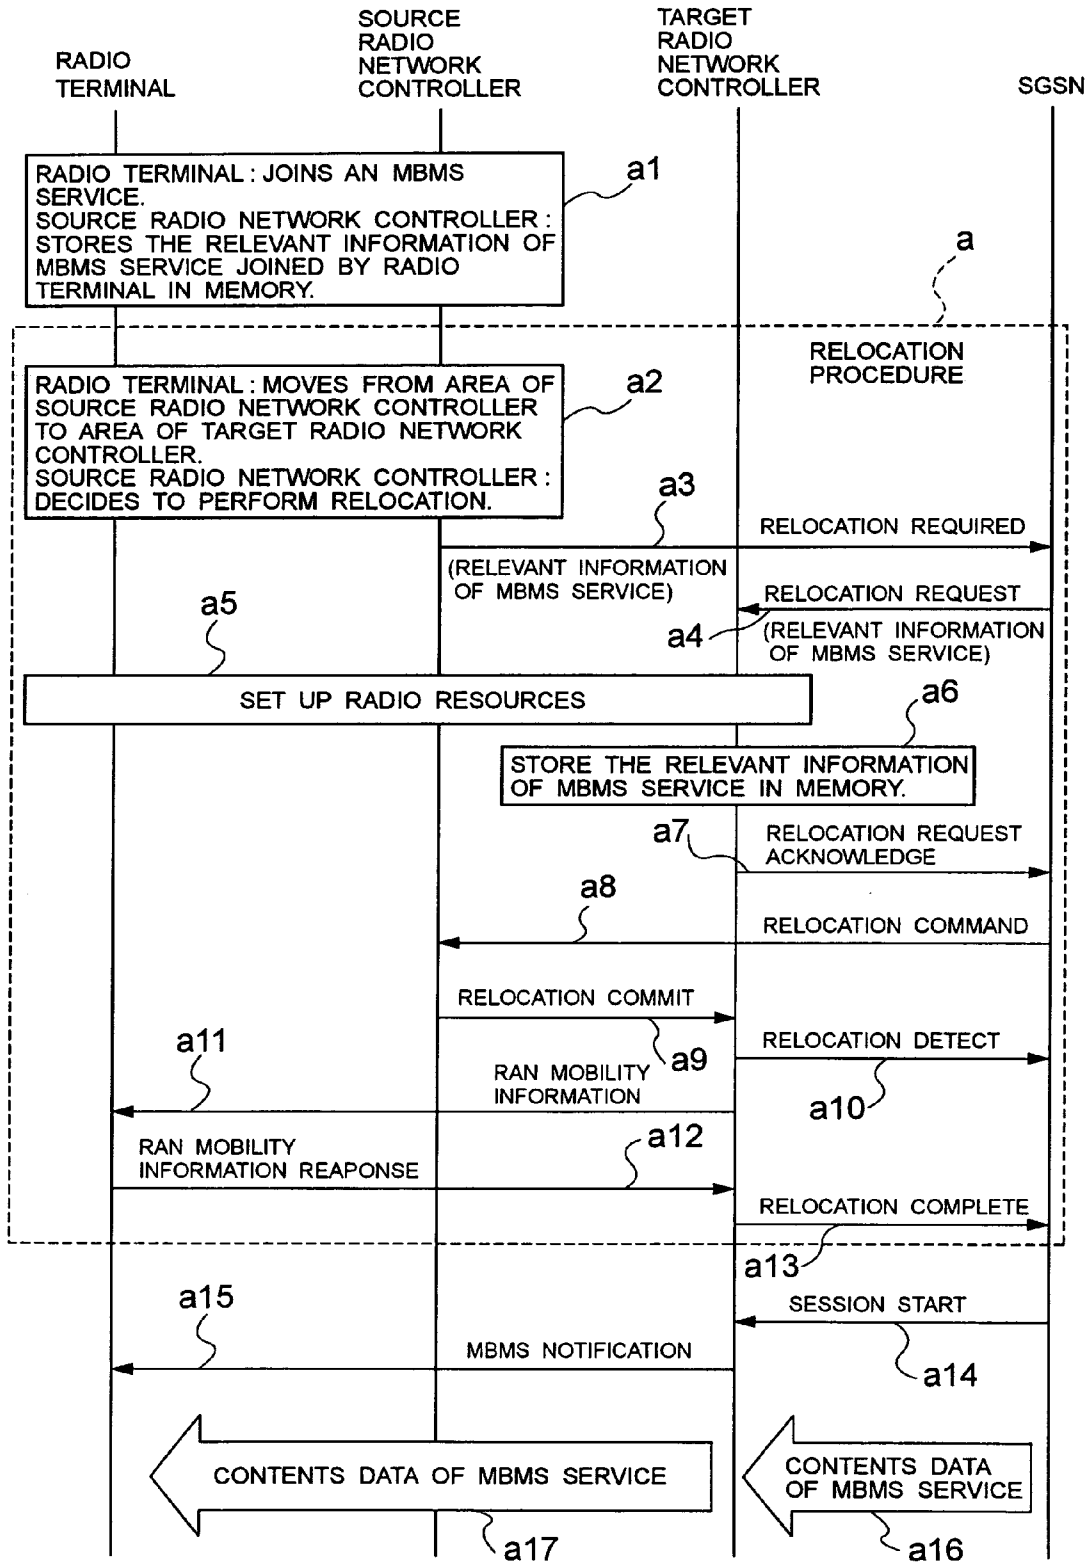 RADIO
TERMINAL
SOURCE
RADIO
NETWORK
CONTROLLER
TARGET
RADIO
NETWORK
CONTROLLER
SGSN
RADIO TERMINAL : JOINS AN MBMS
SERVICE.
SOURCE RADIO NETWORK CONTROLLER :
STORES THE RELEVANT INFORMATION OF
MBMS SERVICE JOINED BY RADIO
TERMINAL IN MEMORY.
a1
a
RELOCATION
PROCEDURE
RADIO TERMINAL : MOVES FROM AREA OF
SOURCE RADIO NETWORK CONTROLLER
TO AREA OF TARGET RADIO NETWORK
CONTROLLER.
SOURCE RADIO NETWORK CONTROLLER :
DECIDES TO PERFORM RELOCATION.
a2
a3
RELOCATION REQUIRED
(RELEVANT INFORMATION
OF MBMS SERVICE)
RELOCATION REQUEST
a4
(RELEVANT INFORMATION
OF MBMS SERVICE)
a5
SET UP RADIO RESOURCES
a6
STORE THE RELEVANT INFORMATION
OF MBMS SERVICE IN MEMORY.
a7
RELOCATION REQUEST
ACKNOWLEDGE
a8
RELOCATION COMMAND
RELOCATION COMMIT
a9
RELOCATION DETECT
a10
a11
RAN MOBILITY
INFORMATION
RAN MOBILITY
INFORMATION REAPONSE
a12
RELOCATION COMPLETE
a13
SESSION START
a14
a15
MBMS NOTIFICATION
CONTENTS DATA OF MBMS SERVICE
a17
CONTENTS DATA
OF MBMS SERVICE
a16